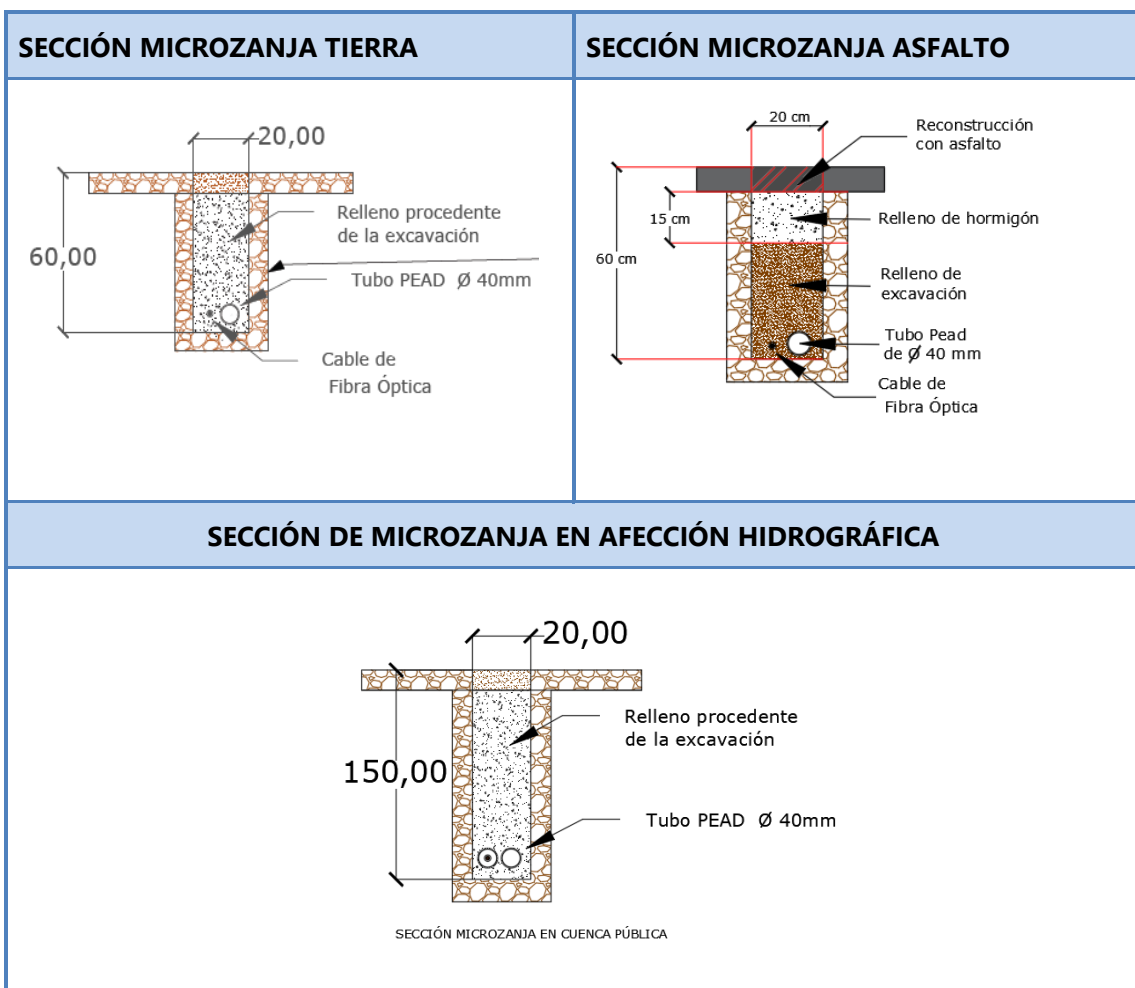 SECCIÓN MICROZANJA TIERRA
20,00
60,00
Relleno procedente
de la excavación
Tubo PEAD Ø 40mm
Cable de
Fibra Óptica
SECCIÓN MICROZANJA ASFALTO
20 cm
Reconstrucción
con asfalto
15 cm
Relleno de hormigón
60 cm
Relleno de
excavación
Tubo Pead
de Ø 40 mm
Cable de
Fibra Óptica
SECCIÓN DE MICROZANJA EN AFECCIÓN HIDROGRÁFICA
20,00
Relleno procedente
de la excavación
150,00
Tubo PEAD Ø 40mm
SECCIÓN MICROZANJA EN CUENCA PÚBLICA